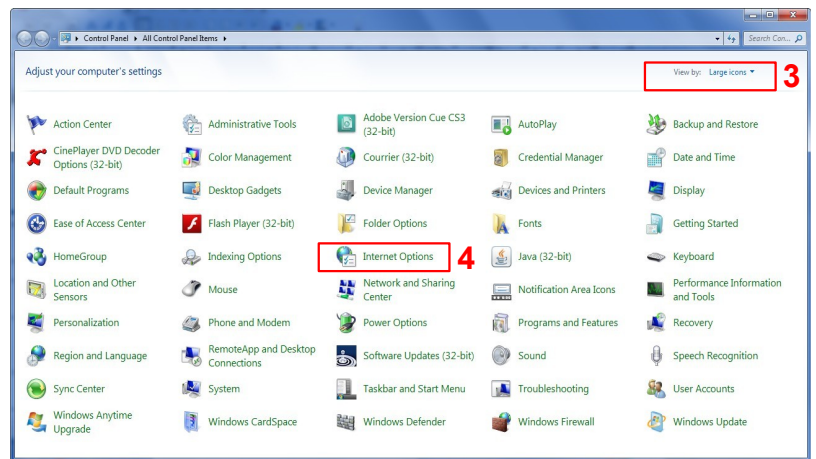 Control Panel ▸ All Control Panel Items ▸
Search Con...
Adjust your computer's settings
View by: Large icons
3
Action Center
Administrative Tools
Adobe Version Cue CS3
(32-bit)
AutoPlay
Backup and Restore
CinePlayer DVD Decoder
Options (32-bit)
Color Management
Courrier (32-bit)
Credential Manager
Date and Time
Default Programs
Desktop Gadgets
Device Manager
Devices and Printers
Display
Ease of Access Center
Flash Player (32-bit)
Folder Options
Fonts
Getting Started
HomeGroup
Indexing Options
Internet Options
4
Java (32-bit)
Keyboard
Location and Other
Sensors
Mouse
Network and Sharing
Center
Notification Area Icons
Performance Information
and Tools
Personalization
Phone and Modem
Power Options
Programs and Features
Recovery
Region and Language
RemoteApp and Desktop
Connections
Software Updates (32-bit)
Sound
Speech Recognition
Sync Center
System
Taskbar and Start Menu
Troubleshooting
User Accounts
Windows Anytime
Upgrade
Windows CardSpace
Windows Defender
Windows Firewall
Windows Update